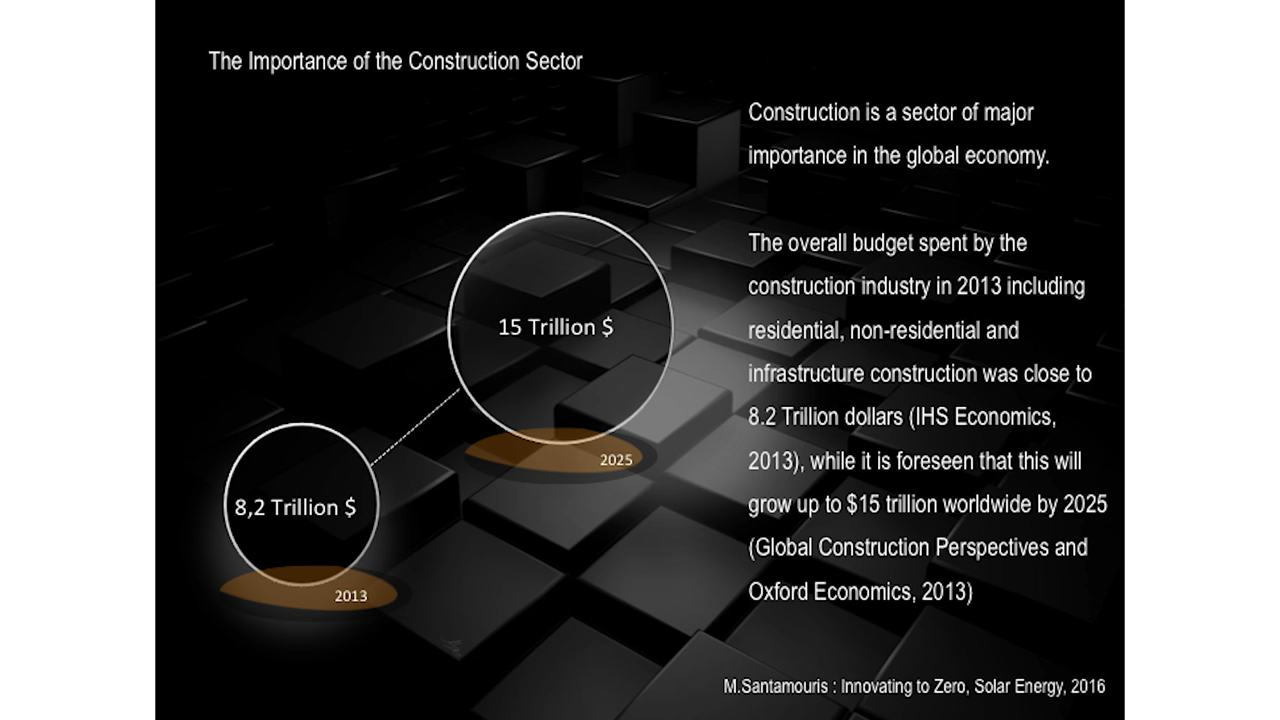 The Importance of the Construction Sector
Construction is a sector of major
importance in the global economy.
The overall budget spent by the
construction industry in 2013 including
residential, non-residential and
infrastructure construction was close to
8.2 Trillion dollars (IHS Economics,
2013), while it is foreseen that this will
grow up to $15 trillion worldwide by 2025
(Global Construction Perspectives and
Oxford Economics, 2013)
15 Trillion $
2025
8,2 Trillion $
2013
M.Santamouris : Innovating to Zero, Solar Energy, 2016